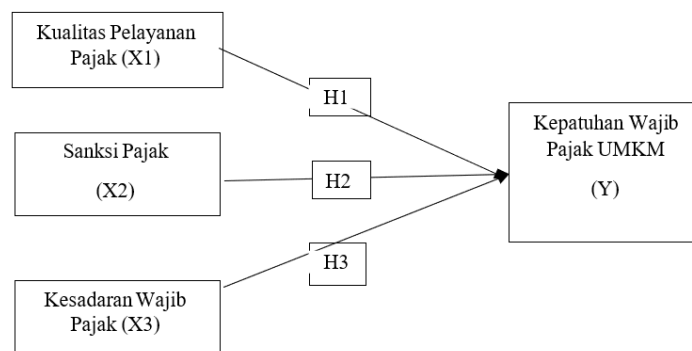 Kualitas Pelayanan
Pajak (X1)
H1
Sanksi Pajak
(X2)
H2
Kepatuhan Wajib
Pajak UMKM
(Y)
H3
Kesadaran Wajib
Pajak (X3)